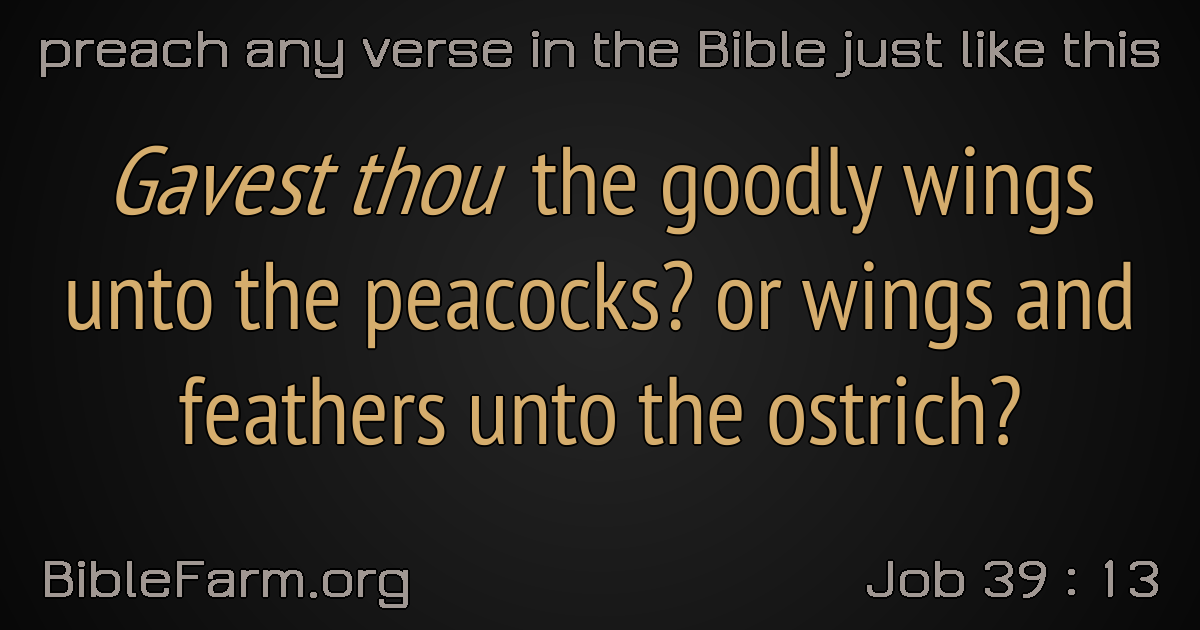 preach any verse in the Bible just like this
Gavest thou the goodly wings
unto the peacocks? or wings and
feathers unto the ostrich?
BibleFarm.org
Job 39 : 13